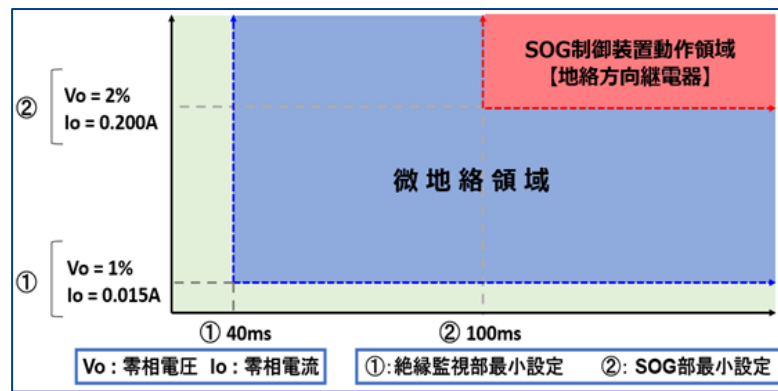 SOG制御装置動作領域
【地絡方向継電器】
②
Vo = 2%
Io = 0.200A
微地絡領域
①
Vo = 1%
Io = 0.015A
① 40ms
② 100ms
Vo：零相電圧 Io：零相電流
①:絶縁監視部最小設定 ②: SOG部最小設定